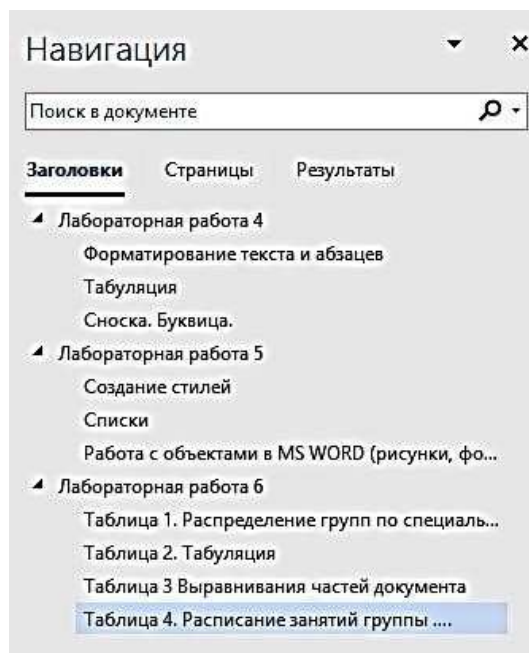 Навигация
Поиск в документе
Заголовки Страницы Результаты
Лабораторная работа 4
Форматирование текста и абзацев
Табуляция
Сноска. Буквица.
Лабораторная работа 5
Создание стилей
Списки
Работа с объектами в MS WORD (рисунки, фо...
Лабораторная работа 6
Таблица 1. Распределение групп по специаль...
Таблица 2. Табуляция
Таблица 3 Выравнивания частей документа
Таблица 4. Расписание занятий группы ....